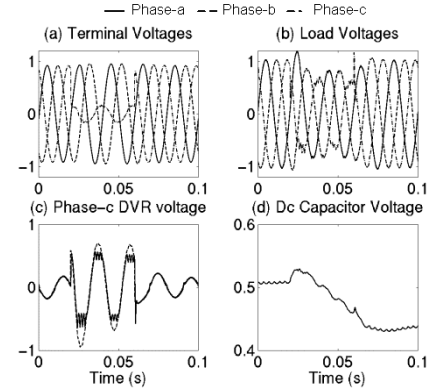 Phase-a Phase-b Phase-c
(a) Terminal Voltages (b) Load Voltages
1 1
0 0
-1 -1
0 0.05 0.1 0 0.05 0.1
(c) Phase-c DVR voltage (d) Dc Capacitor Voltage
1 0.6
0 0.5
-1 0.4
0 0.05 0.1 0 0.05 0.1
Time (s) Time (s)